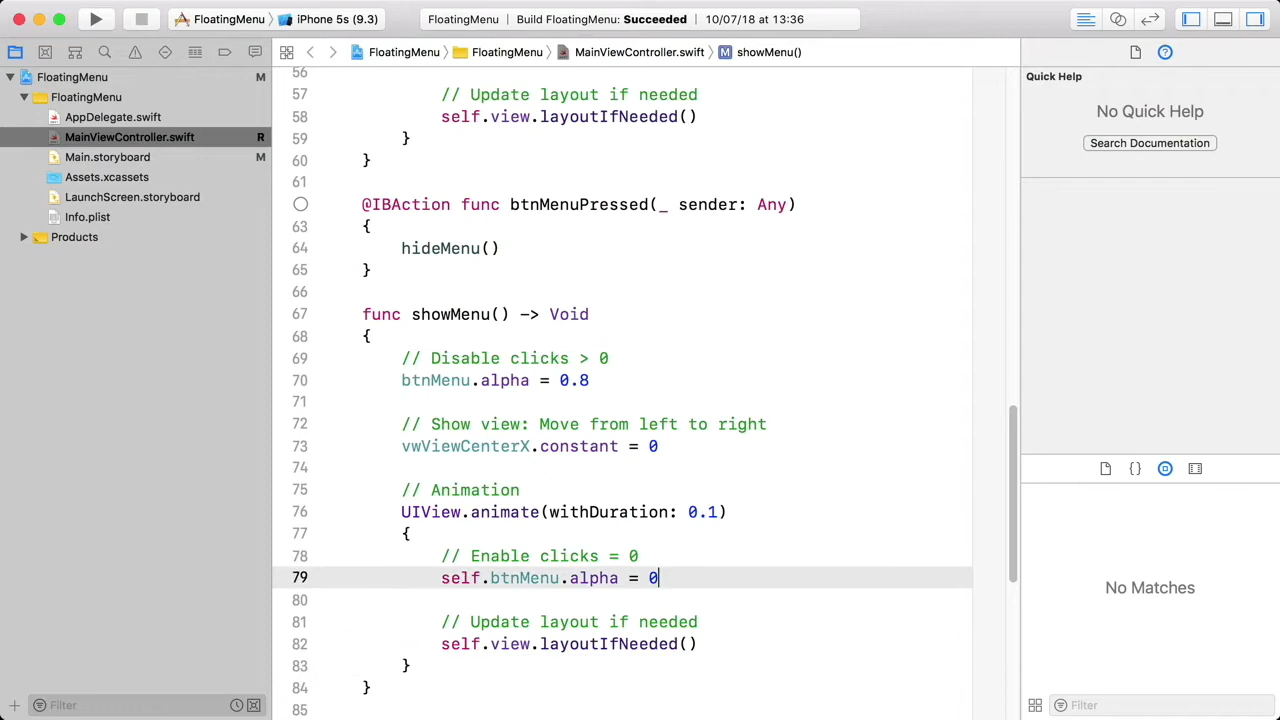 FloatingMenu
iPhone 5s (9.3)
FloatingMenu
Build FloatingMenu: Succeeded
10/07/18 at 13:36
FloatingMenu
FloatingMenu
MainViewController.swift
M showMenu()
Quick Help
FloatingMenu M
FloatingMenu
AppDelegate.swift
MainViewController.swift R
Main.storyboard M
Assets.xcassets
LaunchScreen.storyboard
Info.plist
Products
56
57 // Update layout if needed
58 self.view.layoutIfNeeded()
59 }
60 }
61
@IBAction func btnMenuPressed(_ sender: Any)
63 {
64 hideMenu()
65 }
66
67 func showMenu() -> Void
68 {
69 // Disable clicks > 0
70 btnMenu.alpha = 0.8
71
72 // Show view: Move from left to right
73 vwViewCenterX.constant = 0
74
75 // Animation
76 UIView.animate(withDuration: 0.1)
77 {
78 // Enable clicks = 0
79 self.btnMenu.alpha = 0
80
81 // Update layout if needed
82 self.view.layoutIfNeeded()
83 }
84 }
85
No Quick Help
Search Documentation
{}
No Matches
Filter
Filter